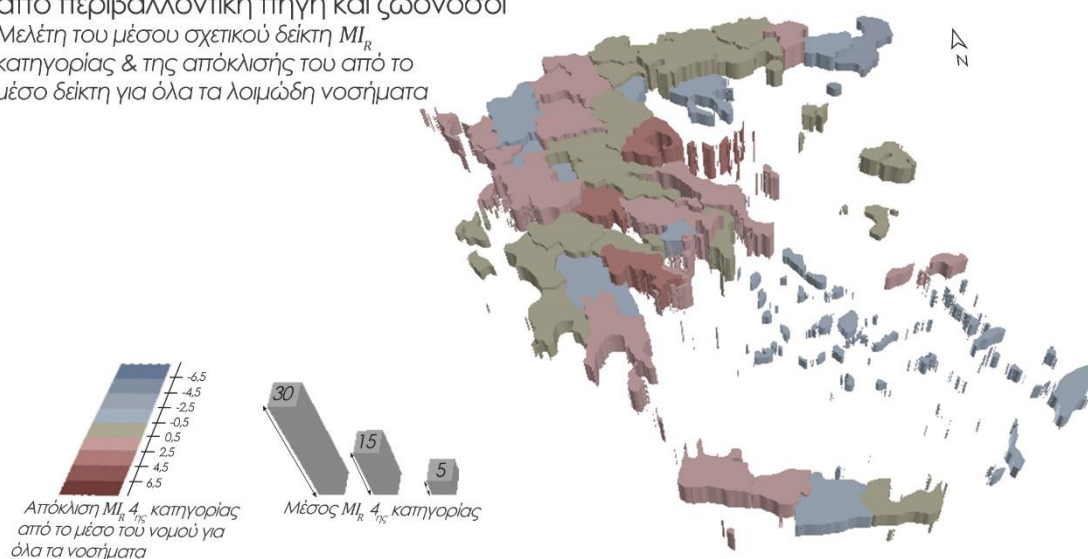 από περιβαλλοντική πηγή και ζωονόσοι
Μελέτη του μέσου σχετικού δείκτη MI_R
κατηγορίας & της απόκλισής του από το
μέσο δείκτη για όλα τα λοιμώδη νοσήματα
N
-6,5
-4,5
-2,5
-0,5
0,5
2,5
4,5
6,5
30
15
5
Απόκλιση MI_R 4_ης κατηγορίας
από το μέσο του νομού για
όλα τα νοσήματα
Μέσος MI_R 4_ης κατηγορίας